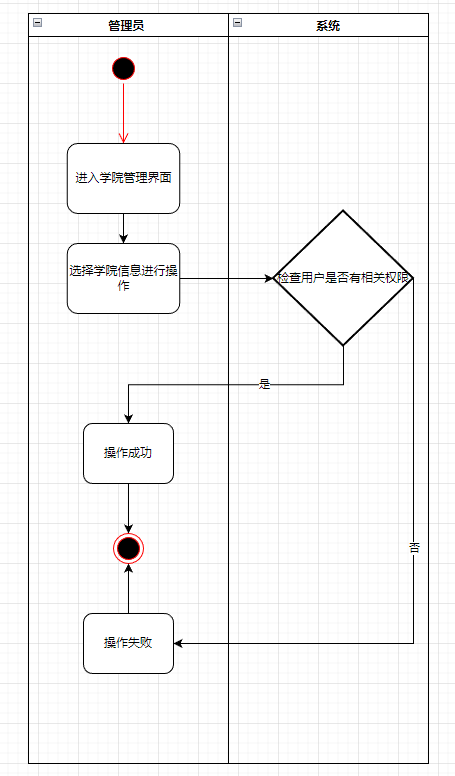 管理员
系统
进入学院管理界面
选择学院信息进行操
作
检查用户是否有相关权限
是
操作成功
否
操作失败